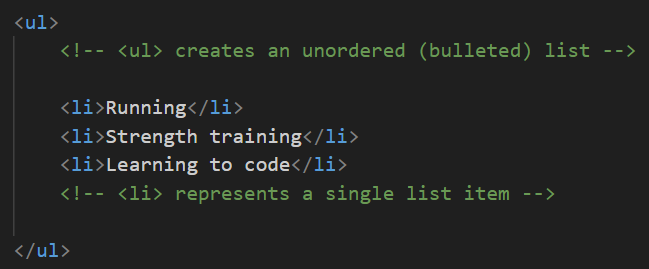 <ul>
<!-- <ul> creates an unordered (bulleted) list -->
<li>Running</li>
<li>Strength training</li>
<li>Learning to code</li>
<!-- <li> represents a single list item -->
</ul>